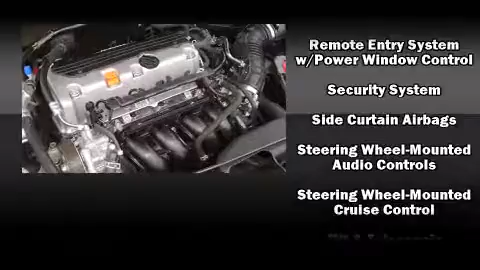 Remote Entry System
w/Power Window Control
Security System
Side Curtain Airbags
Steering Wheel-Mounted
Audio Controls
Steering Wheel-Mounted
Cruise Control